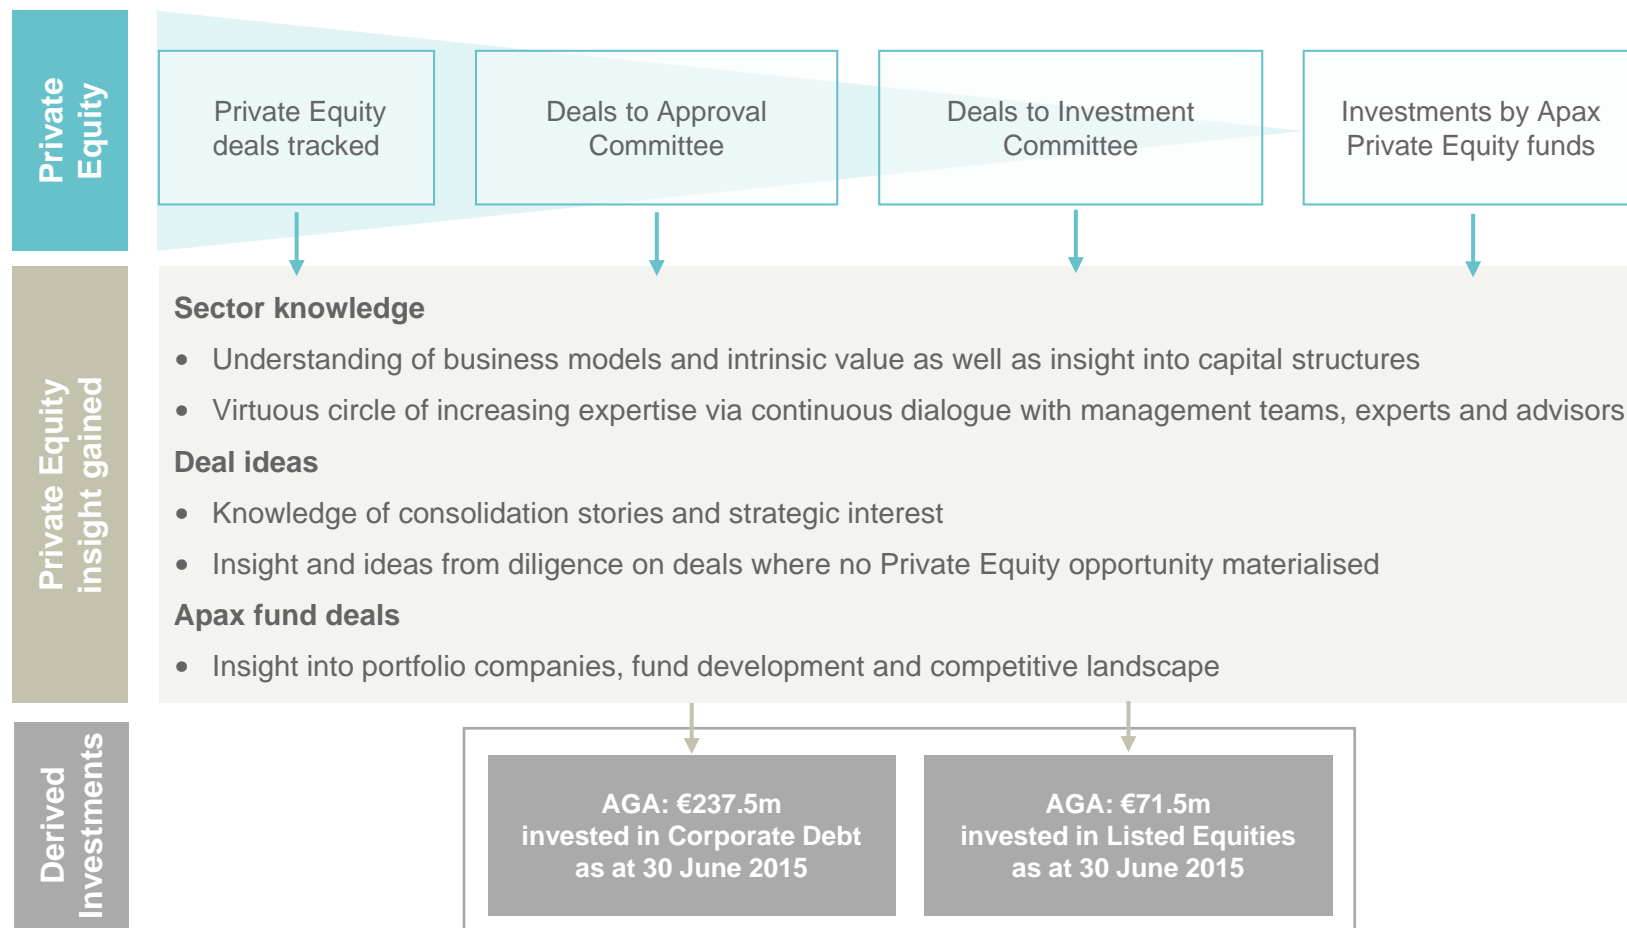 Private
Equity
Private Equity
deals tracked
Deals to Approval
Committee
Deals to Investment
Committee
Investments by Apax
Private Equity funds
Private Equity
insight gained
Sector knowledge
• Understanding of business models and intrinsic value as well as insight into capital structures
• Virtuous circle of increasing expertise via continuous dialogue with management teams, experts and advisors
Deal ideas
• Knowledge of consolidation stories and strategic interest
• Insight and ideas from diligence on deals where no Private Equity opportunity materialised
Apax fund deals
• Insight into portfolio companies, fund development and competitive landscape
Derived
Investments
AGA: €237.5m
invested in Corporate Debt
as at 30 June 2015
AGA: €71.5m
invested in Listed Equities
as at 30 June 2015